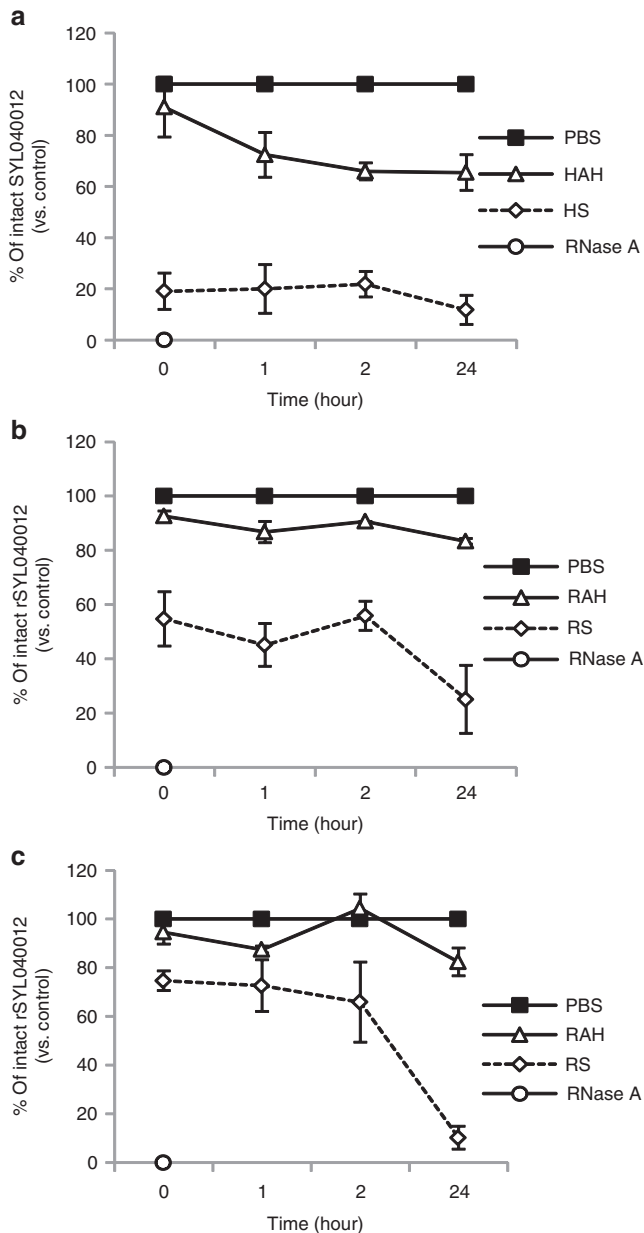 a
120
100
80
60
40
20
0
% Of intact SYL040012
(vs. control)
0 1 2 24
Time (hour)
PBS
HAH
HS
RNase A
b
120
100
80
60
40
20
0
% Of intact rSYL040012
(vs. control)
0 1 2 24
Time (hour)
PBS
RAH
RS
RNase A
c
120
100
80
60
40
20
0
% Of intact rSYL040012
(vs. control)
0 1 2 24
Time (hour)
PBS
RAH
RS
RNase A